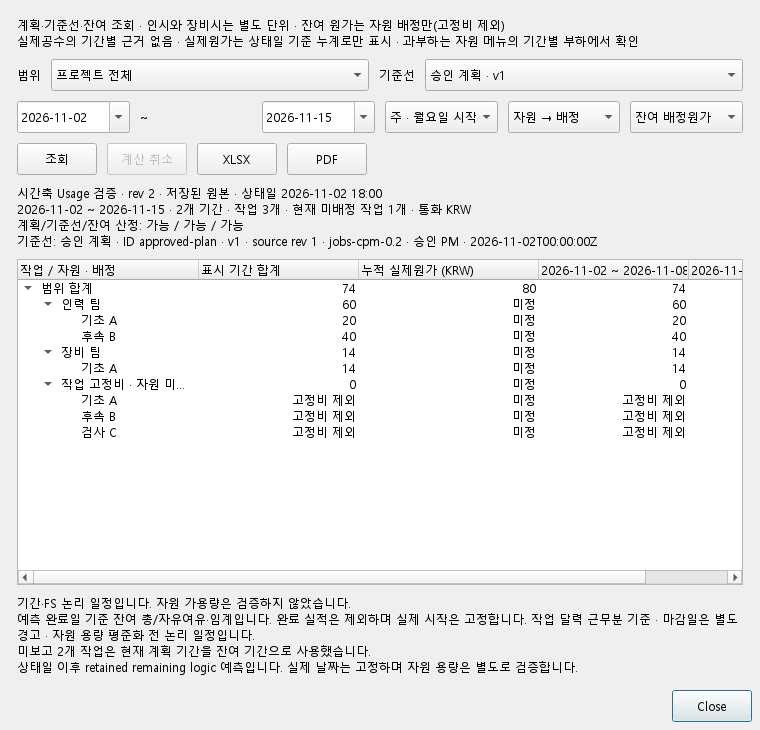 계획·기준선·잔여 조회 · 인시와 장비시는 별도 단위 · 잔여 원가는 자원 배정만(고정비 제외)
실제공수의 기간별 근거 없음 · 실제원가는 상태일 기준 누계로만 표시 · 과부하는 자원 메뉴의 기간별 부하에서 확인
범위 프로젝트 전체 기준선 승인 계획 · v1
2026-11-02 ~ 2026-11-15 주 · 월요일 시작 자원 → 배정 잔여 배정원가
조회 계산 취소 XLSX PDF
시간축 Usage 검증 · rev 2 · 저장된 원본 · 상태일 2026-11-02 18:00
2026-11-02 ~ 2026-11-15 · 2개 기간 · 작업 3개 · 현재 미배정 작업 1개 · 통화 KRW
계획/기준선/잔여 산정: 가능 / 가능 / 가능
기준선: 승인 계획 · ID approved-plan · v1 · source rev 1 · jobs-cpm-0.2 · 승인 PM · 2026-11-02T00:00:00Z
작업 / 자원 · 배정 표시 기간 합계 누적 실제원가 (KRW) 2026-11-02 ~ 2026-11-08 2026-11-
범위 합계 74 80 74
인력 팀 60 미정 60
기초 A 20 미정 20
후속 B 40 미정 40
장비 팀 14 미정 14
기초 A 14 미정 14
작업 고정비 · 자원 미... 0 미정 0
기초 A 고정비 제외 미정 고정비 제외
후속 B 고정비 제외 미정 고정비 제외
검사 C 고정비 제외 미정 고정비 제외
기간·FS 논리 일정입니다. 자원 가용량은 검증하지 않았습니다.
예측 완료일 기준 잔여 총/자유여유·임계입니다. 완료 실적은 제외하며 실제 시작은 고정합니다. 작업 달력 근무분 기준 · 마감일은 별도
경고 · 자원 용량 평준화 전 논리 일정입니다.
미보고 2개 작업은 현재 계획 기간을 잔여 기간으로 사용했습니다.
상태일 이후 retained remaining logic 예측입니다. 실제 날짜는 고정하며 자원 용량은 별도로 검증합니다.
Close